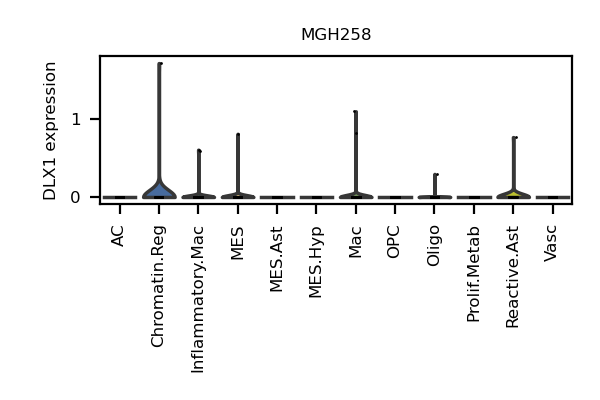 MGH258
DLX1 expression
1
0
AC
Chromatin.Reg
Inflammatory.Mac
MES
MES.Ast
MES.Hyp
Mac
OPC
Oligo
Prolif.Metab
Reactive.Ast
Vasc